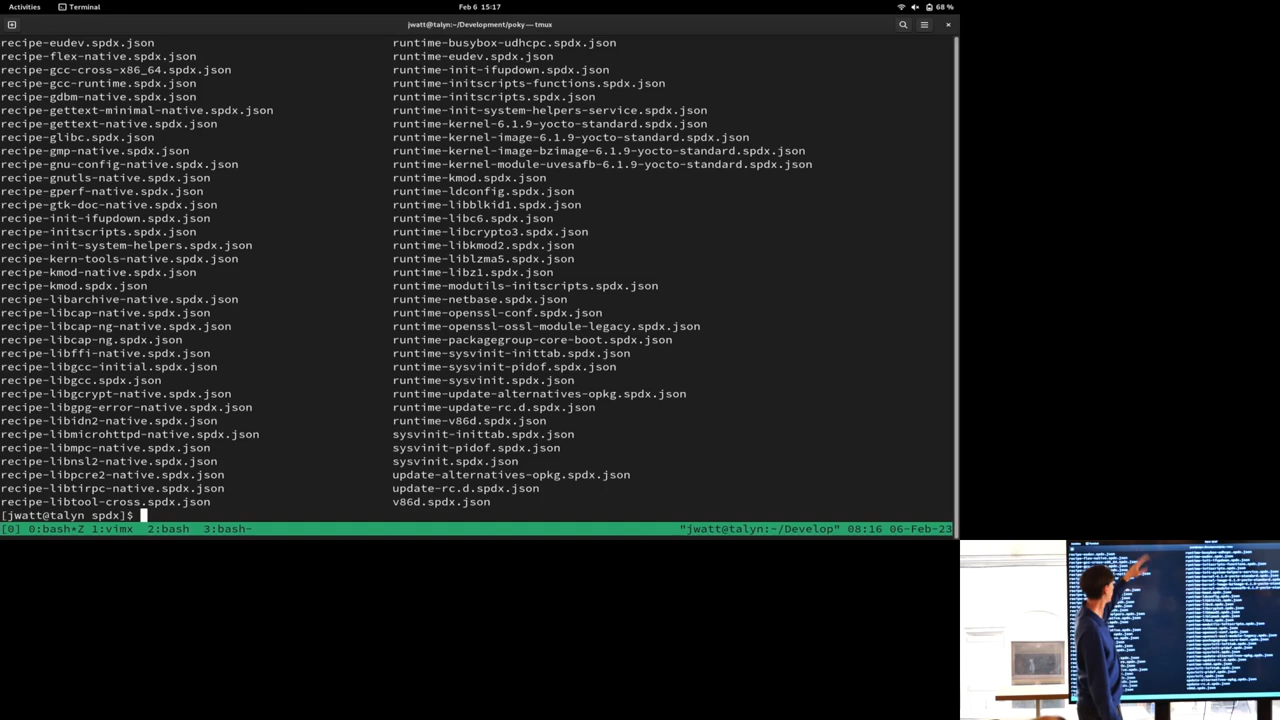 Activities
Terminal
Feb 6 15:17
68 %
jwatt@talyn:~/Development/poky — tmux
recipe-eudev.spdx.json
recipe-flex-native.spdx.json
recipe-gcc-cross-x86_64.spdx.json
recipe-gcc-runtime.spdx.json
recipe-gdbm-native.spdx.json
recipe-gettext-minimal-native.spdx.json
recipe-gettext-native.spdx.json
recipe-glibc.spdx.json
recipe-gmp-native.spdx.json
recipe-gnu-config-native.spdx.json
recipe-gnutls-native.spdx.json
recipe-gperf-native.spdx.json
recipe-gtk-doc-native.spdx.json
recipe-init-ifupdown.spdx.json
recipe-initscripts.spdx.json
recipe-init-system-helpers.spdx.json
recipe-kern-tools-native.spdx.json
recipe-kmod-native.spdx.json
recipe-kmod.spdx.json
recipe-libarchive-native.spdx.json
recipe-libcap-native.spdx.json
recipe-libcap-ng-native.spdx.json
recipe-libcap-ng.spdx.json
recipe-libffi-native.spdx.json
recipe-libgcc-initial.spdx.json
recipe-libgcc.spdx.json
recipe-libgcrypt-native.spdx.json
recipe-libgpg-error-native.spdx.json
recipe-libidn2-native.spdx.json
recipe-libmicrohttpd-native.spdx.json
recipe-libmpc-native.spdx.json
recipe-libnsl2-native.spdx.json
recipe-libpcre2-native.spdx.json
recipe-libtirpc-native.spdx.json
recipe-libtool-cross.spdx.json
runtime-busybox-udhcpc.spdx.json
runtime-eudev.spdx.json
runtime-init-ifupdown.spdx.json
runtime-initscripts-functions.spdx.json
runtime-initscripts.spdx.json
runtime-init-system-helpers-service.spdx.json
runtime-kernel-6.1.9-yocto-standard.spdx.json
runtime-kernel-image-6.1.9-yocto-standard.spdx.json
runtime-kernel-image-bzimage-6.1.9-yocto-standard.spdx.json
runtime-kernel-module-uvesafb-6.1.9-yocto-standard.spdx.json
runtime-kmod.spdx.json
runtime-ldconfig.spdx.json
runtime-libblkid1.spdx.json
runtime-libc6.spdx.json
runtime-libcrypto3.spdx.json
runtime-libkmod2.spdx.json
runtime-liblzma5.spdx.json
runtime-libz1.spdx.json
runtime-modutils-initscripts.spdx.json
runtime-netbase.spdx.json
runtime-openssl-conf.spdx.json
runtime-openssl-ossl-module-legacy.spdx.json
runtime-packagegroup-core-boot.spdx.json
runtime-sysvinit-inittab.spdx.json
runtime-sysvinit-pidof.spdx.json
runtime-sysvinit.spdx.json
runtime-update-alternatives-opkg.spdx.json
runtime-update-rc.d.spdx.json
runtime-v86d.spdx.json
sysvinit-inittab.spdx.json
sysvinit-pidof.spdx.json
sysvinit.spdx.json
update-alternatives-opkg.spdx.json
update-rc.d.spdx.json
v86d.spdx.json
[jwatt@talyn spdx]$
[0] 0:bash*Z 1:vimx 2:bash 3:bash-
"jwatt@talyn:~/Develop" 08:16 06-Feb-23